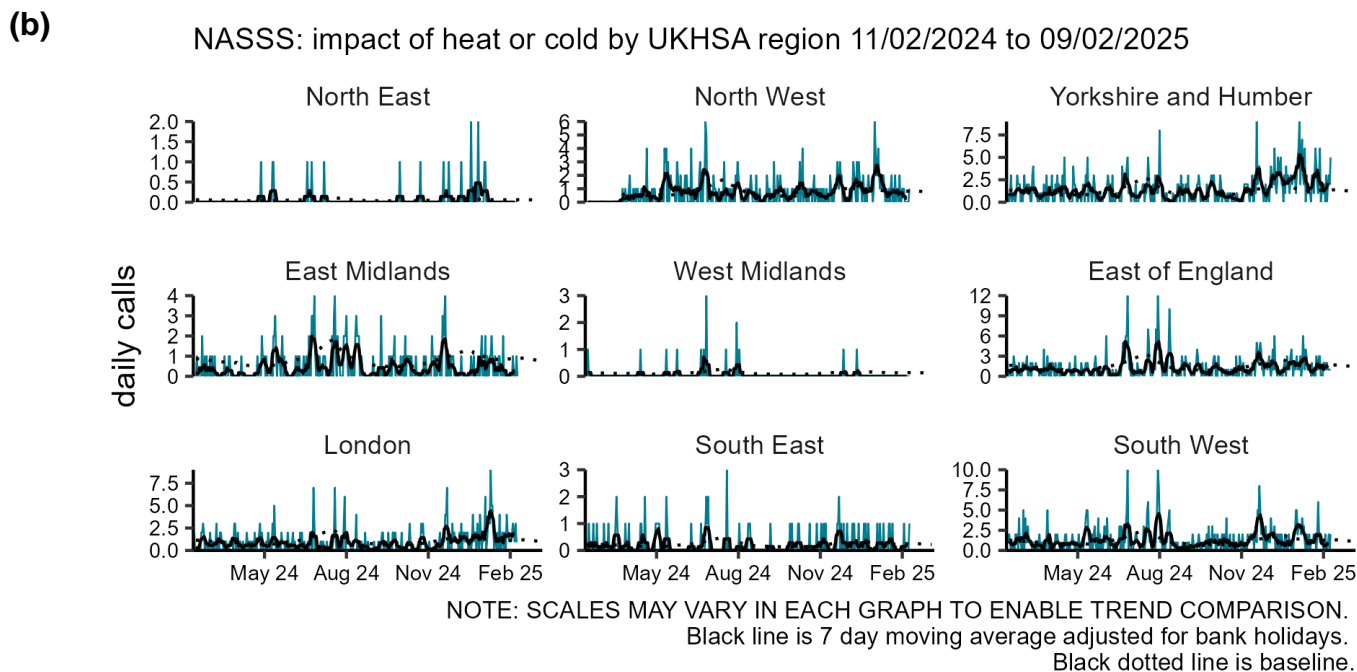 (b)
NASSS: impact of heat or cold by UKHSA region 11/02/2024 to 09/02/2025
North East
North West
Yorkshire and Humber
2.0
1.5
1.0
0.5
0.0
6
5
4
3
2
1
0
7.5
5.0
2.5
0.0
daily calls
East Midlands
West Midlands
East of England
4
3
2
1
0
3
2
1
0
12
9
6
3
0
London
South East
South West
7.5
5.0
2.5
0.0
3
2
1
0
10.0
7.5
5.0
2.5
0.0
May 24 Aug 24 Nov 24 Feb 25
May 24 Aug 24 Nov 24 Feb 25
May 24 Aug 24 Nov 24 Feb 25
NOTE: SCALES MAY VARY IN EACH GRAPH TO ENABLE TREND COMPARISON.
Black line is 7 day moving average adjusted for bank holidays.
Black dotted line is baseline.